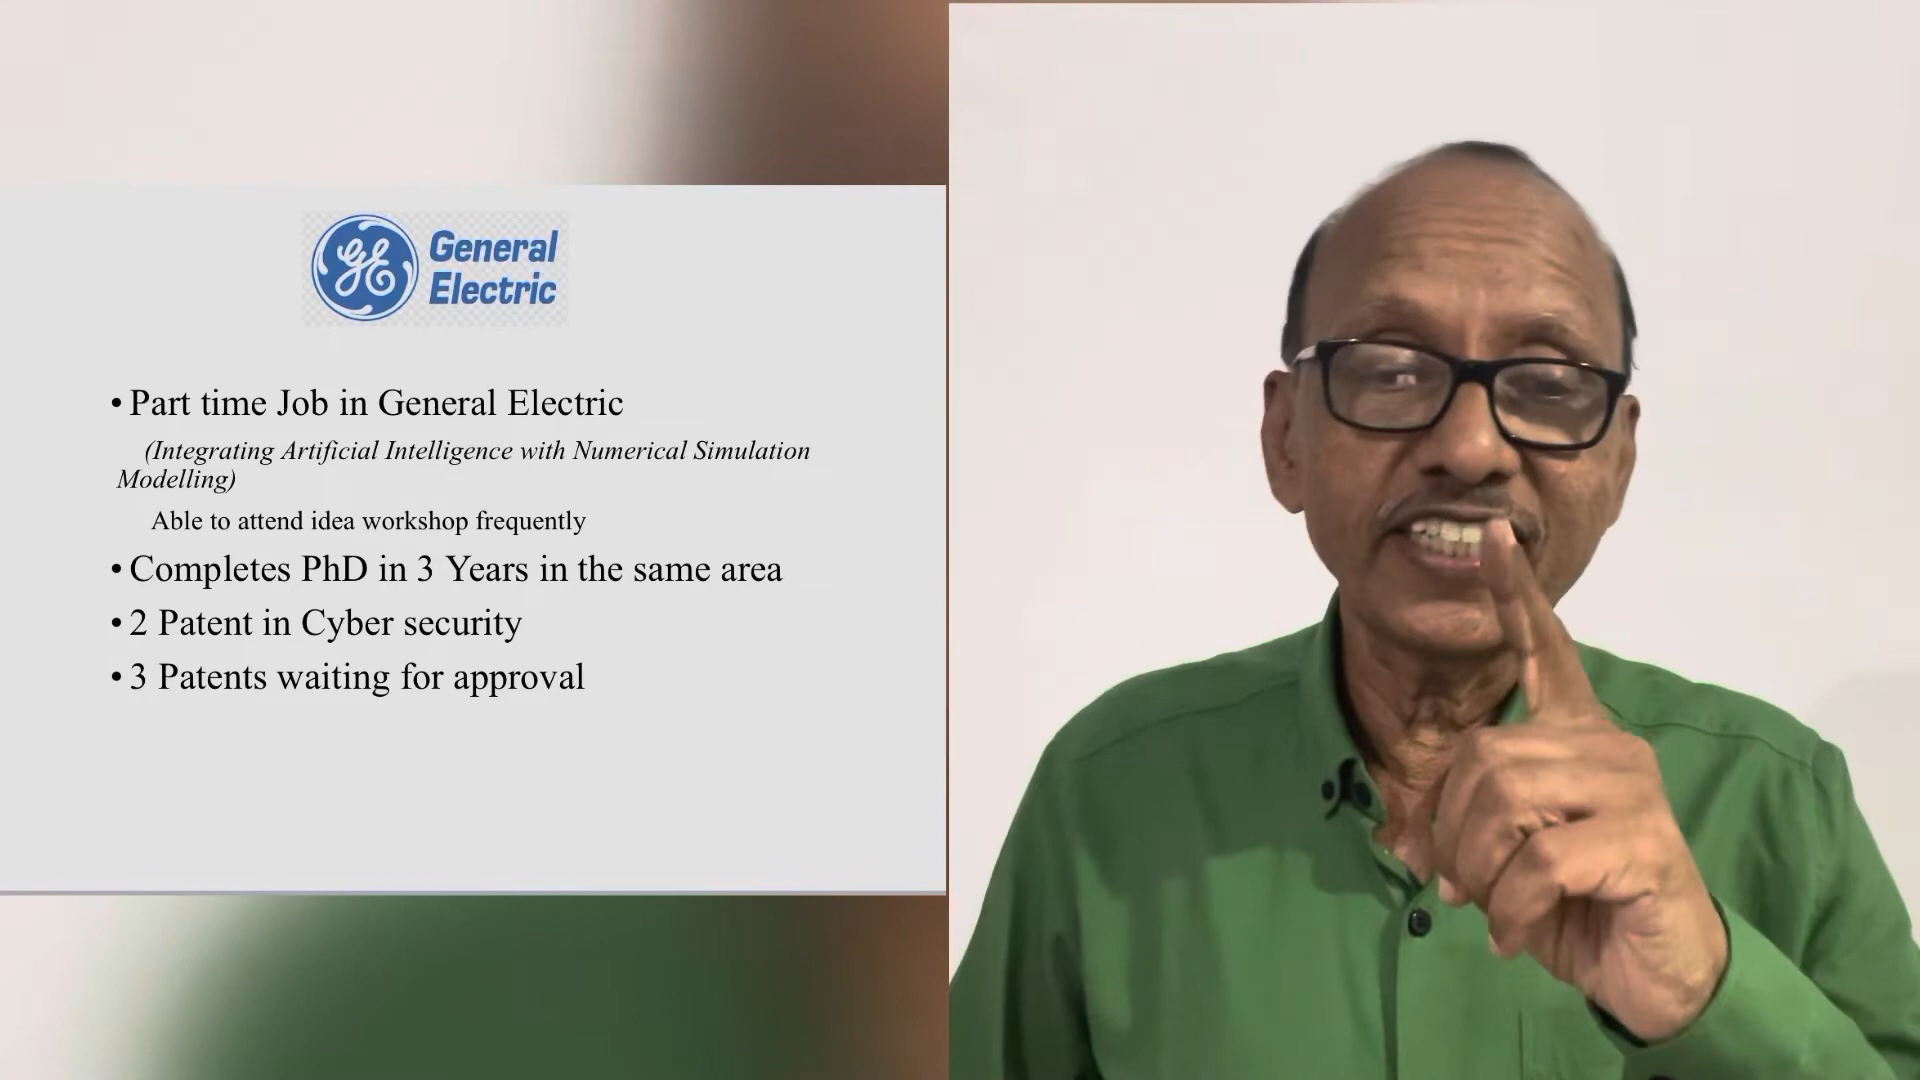 General
Electric
• Part time Job in General Electric
(Integrating Artificial Intelligence with Numerical Simulation
Modelling)
Able to attend idea workshop frequently
• Completes PhD in 3 Years in the same area
• 2 Patent in Cyber security
• 3 Patents waiting for approval